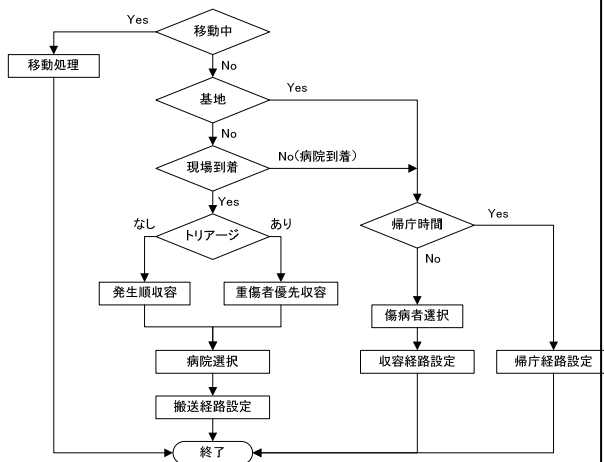 移動中
Yes
No
移動処理
基地
Yes
No
現場到着
No(病院到着)
Yes
トリアージ
なし
あり
帰庁時間
Yes
No
発生順収容
重傷者優先収容
傷病者選択
病院選択
収容経路設定
帰庁経路設定
搬送経路設定
終了